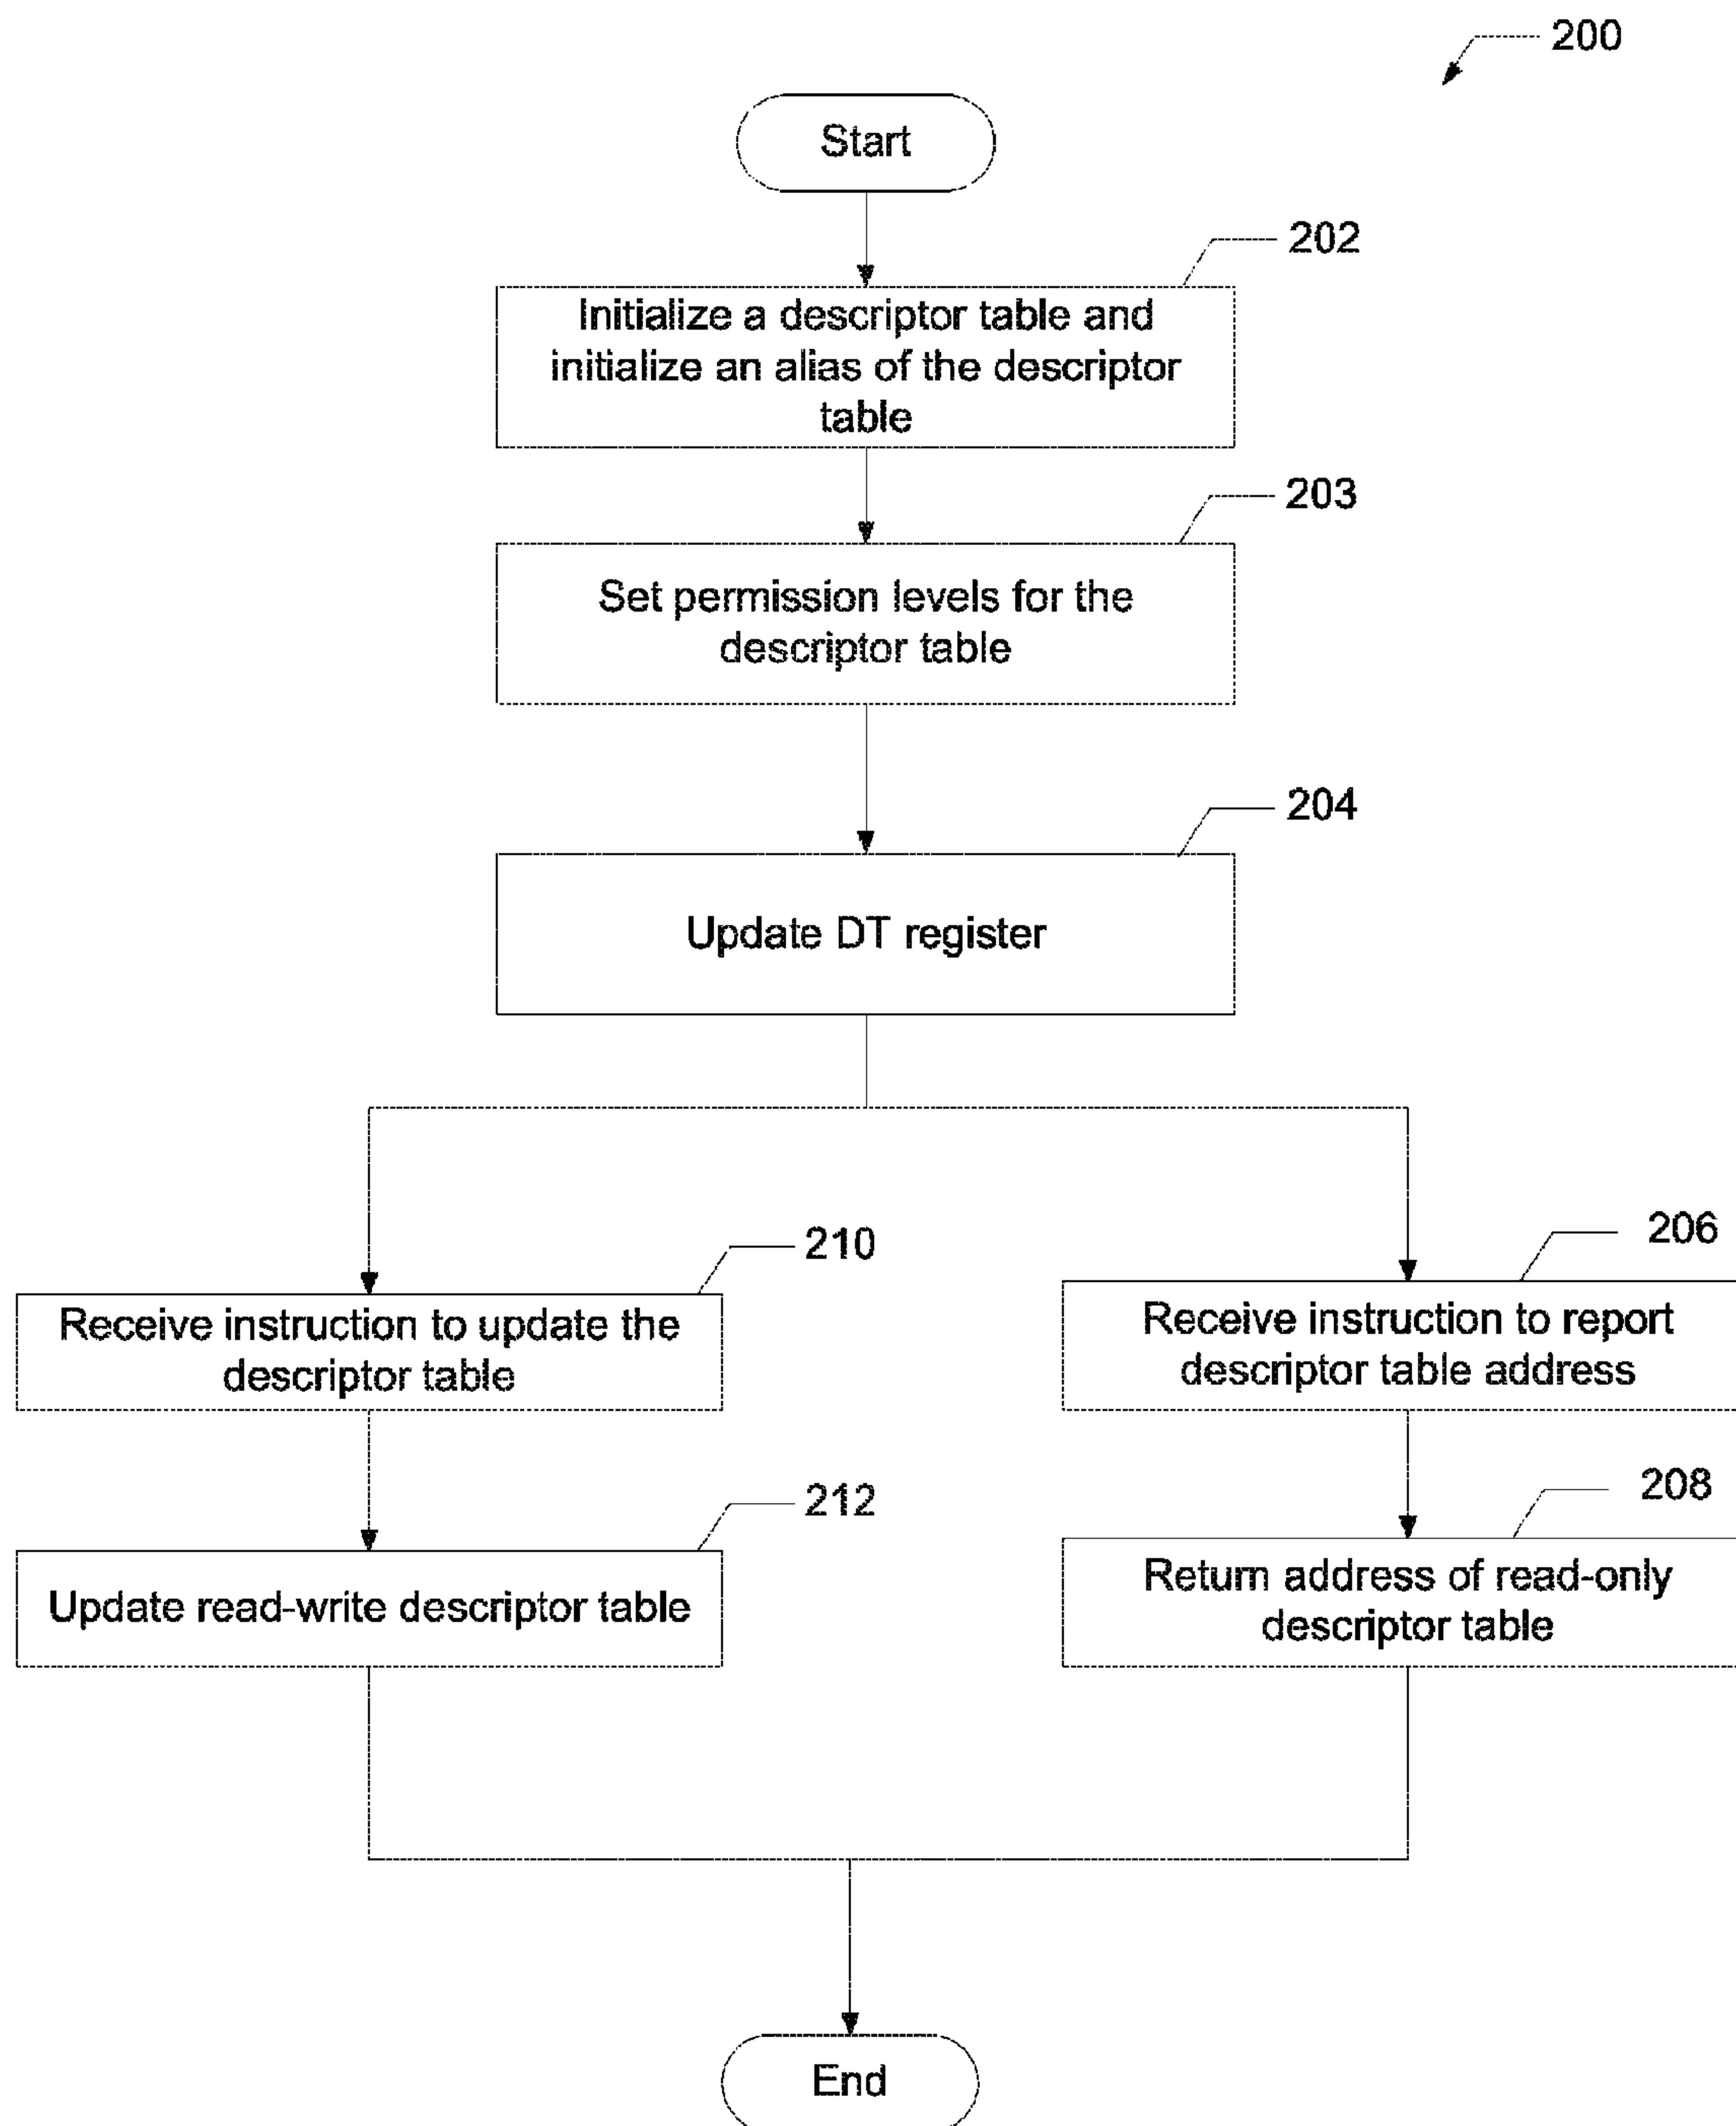 200
Start
202
Initialize a descriptor table and
initialize an alias of the descriptor
table
203
Set permission levels for the
descriptor table
204
Update DT register
210
Receive instruction to update the
descriptor table
206
Receive instruction to report
descriptor table address
212
Update read-write descriptor table
208
Return address of read-only
descriptor table
End